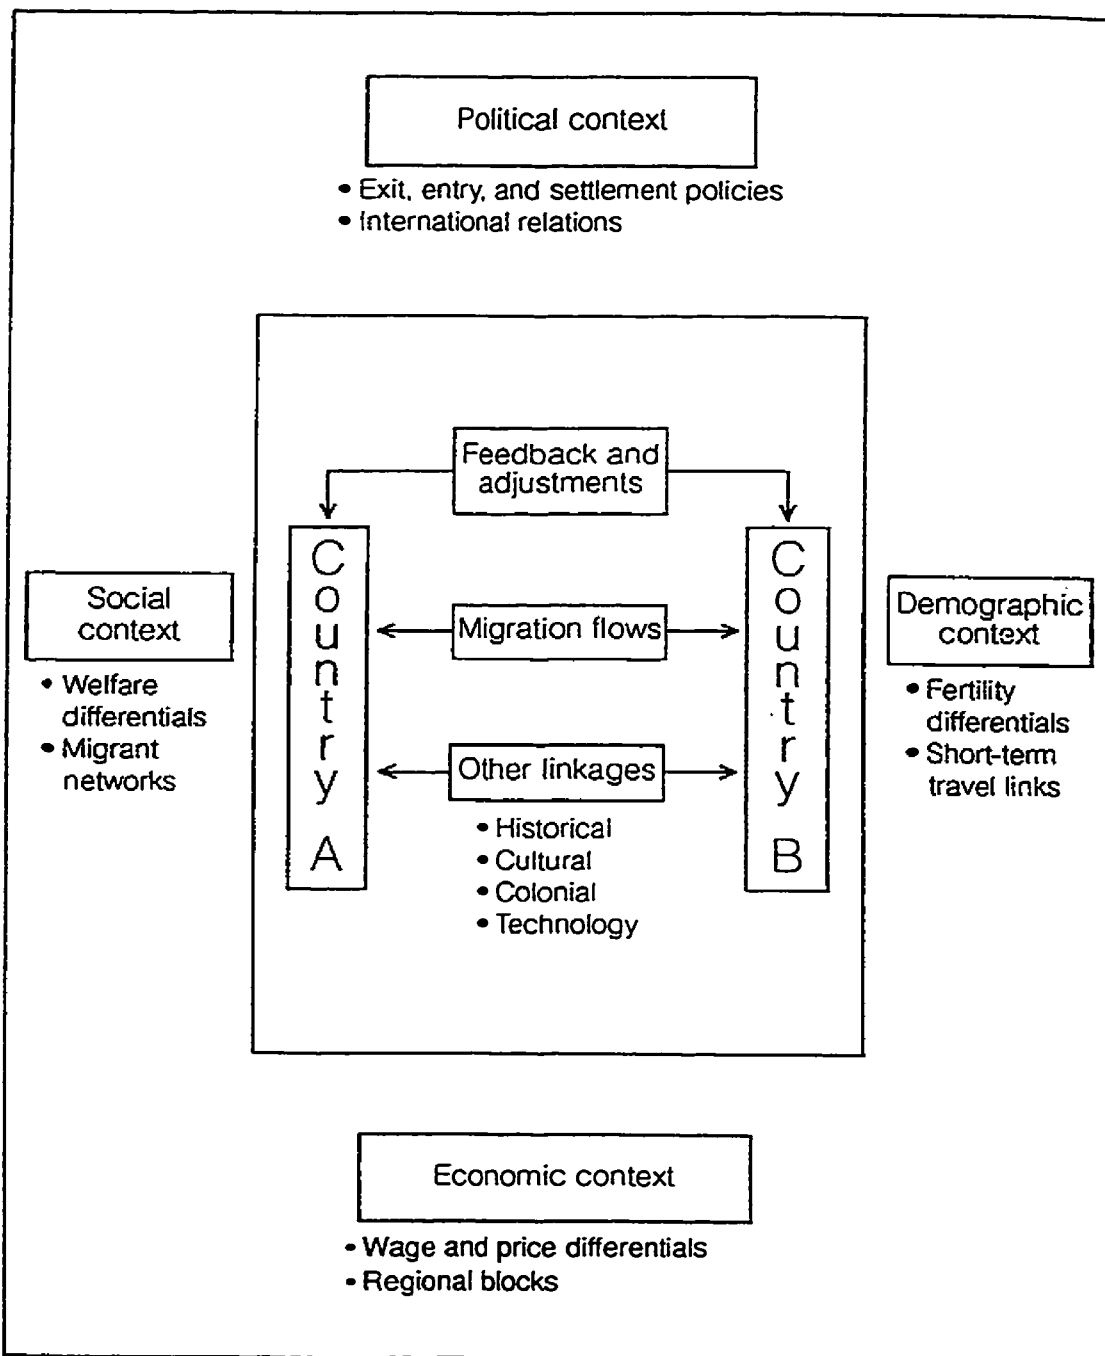 Political context
• Exit, entry, and settlement policies
• International relations
Feedback and
adjustments
Country A
Country B
Social
context
• Welfare
differentials
• Migrant
networks
Migration flows
Demographic
context
• Fertility
differentials
• Short-term
travel links
Other linkages
• Historical
• Cultural
• Colonial
• Technology
Economic context
• Wage and price differentials
• Regional blocks